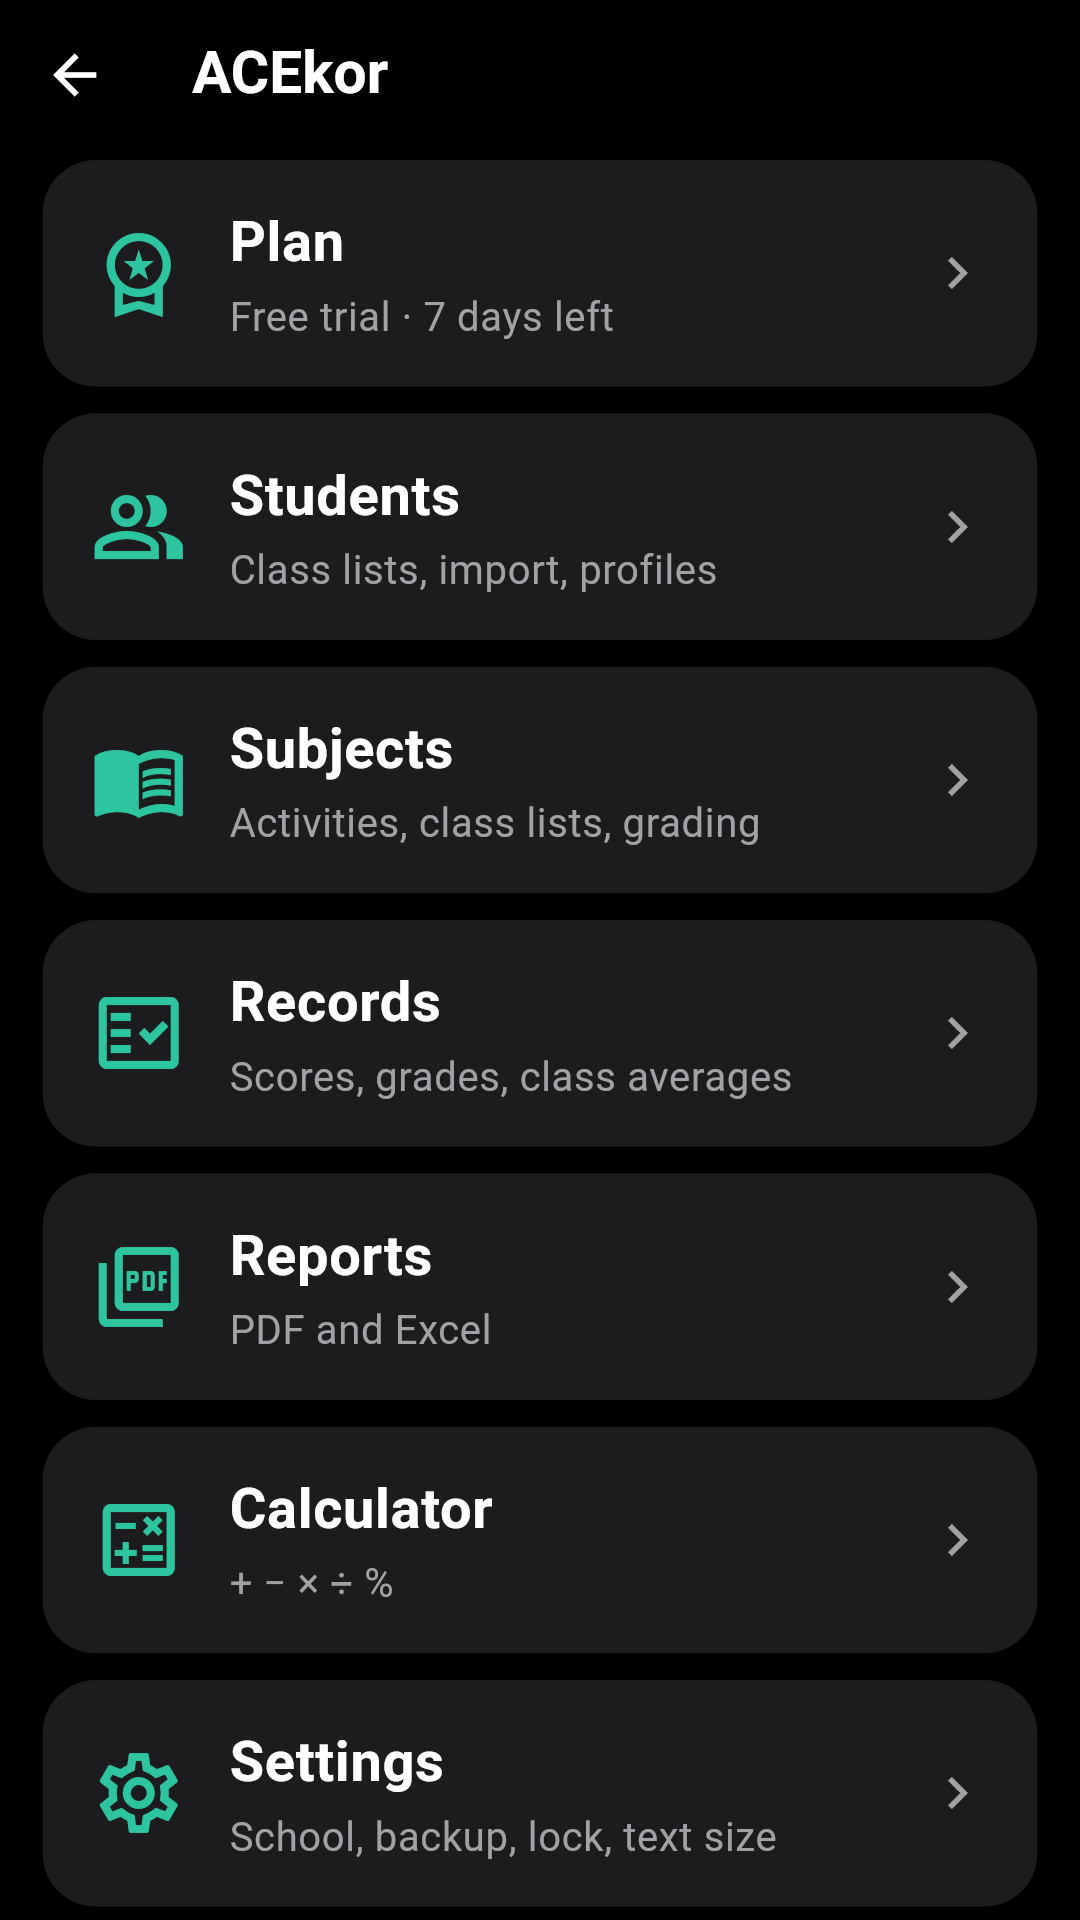 ACEkor
Plan
Free trial · 7 days left
Students
Class lists, import, profiles
Subjects
Activities, class lists, grading
Records
Scores, grades, class averages
PDF
Reports
PDF and Excel
Calculator
+ − × ÷ %
Settings
School, backup, lock, text size